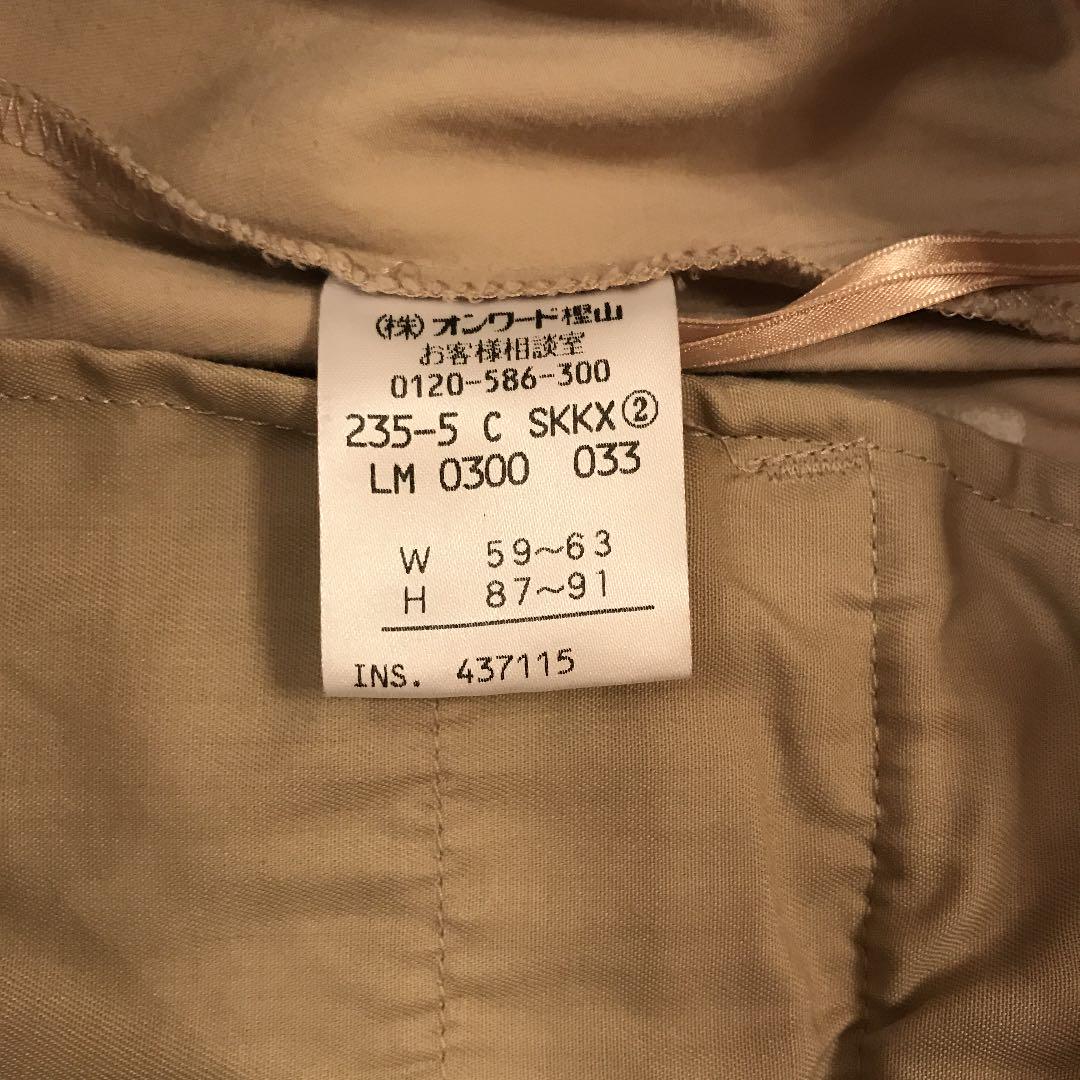 (株)オンワード樫山
お客様相談室
0120-586-300
235-5 C SKKX②
LM 0300 033
W 59~63
H 87~91
INS. 437115